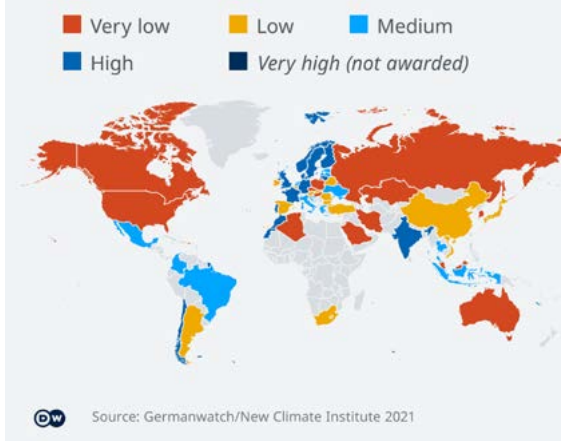 Very low Low Medium
High Very high (not awarded)
DW Source: Germanwatch/New Climate Institute 2021